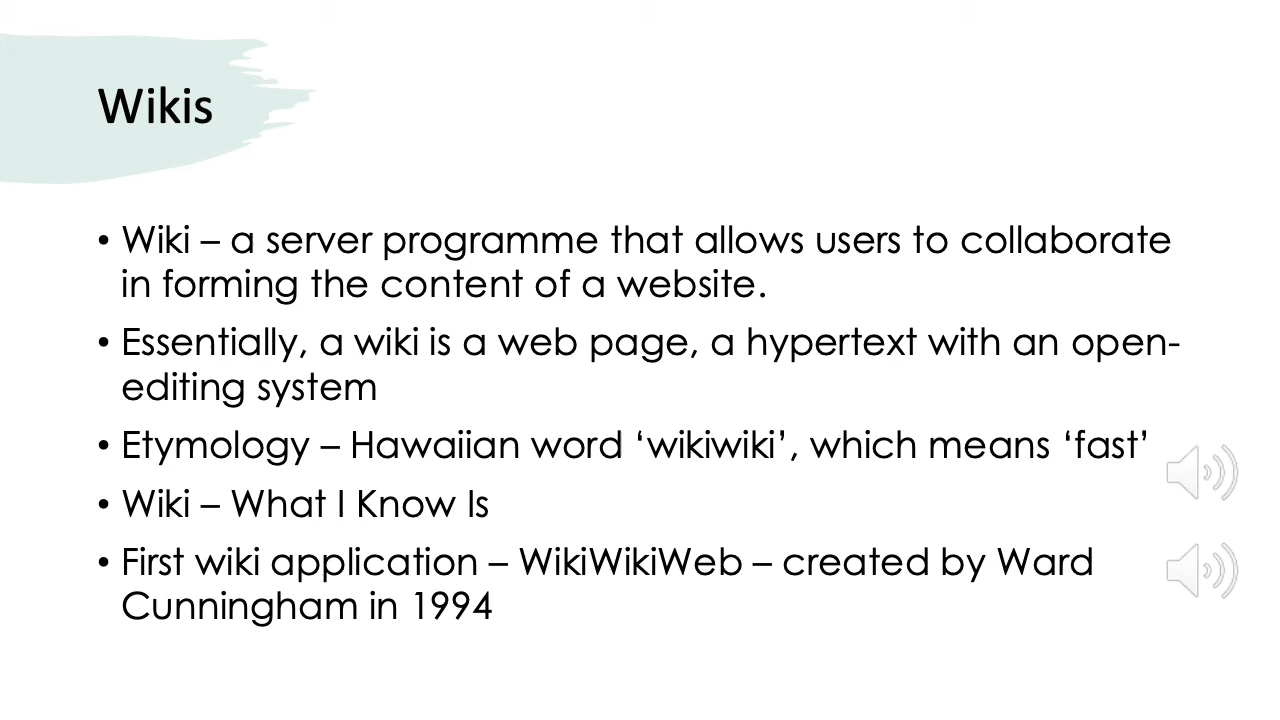 Wikis
• Wiki – a server programme that allows users to collaborate
in forming the content of a website.
• Essentially, a wiki is a web page, a hypertext with an open-
editing system
• Etymology – Hawaiian word ‘wikiwiki’, which means ‘fast’
• Wiki – What I Know Is
• First wiki application – WikiWikiWeb – created by Ward
Cunningham in 1994